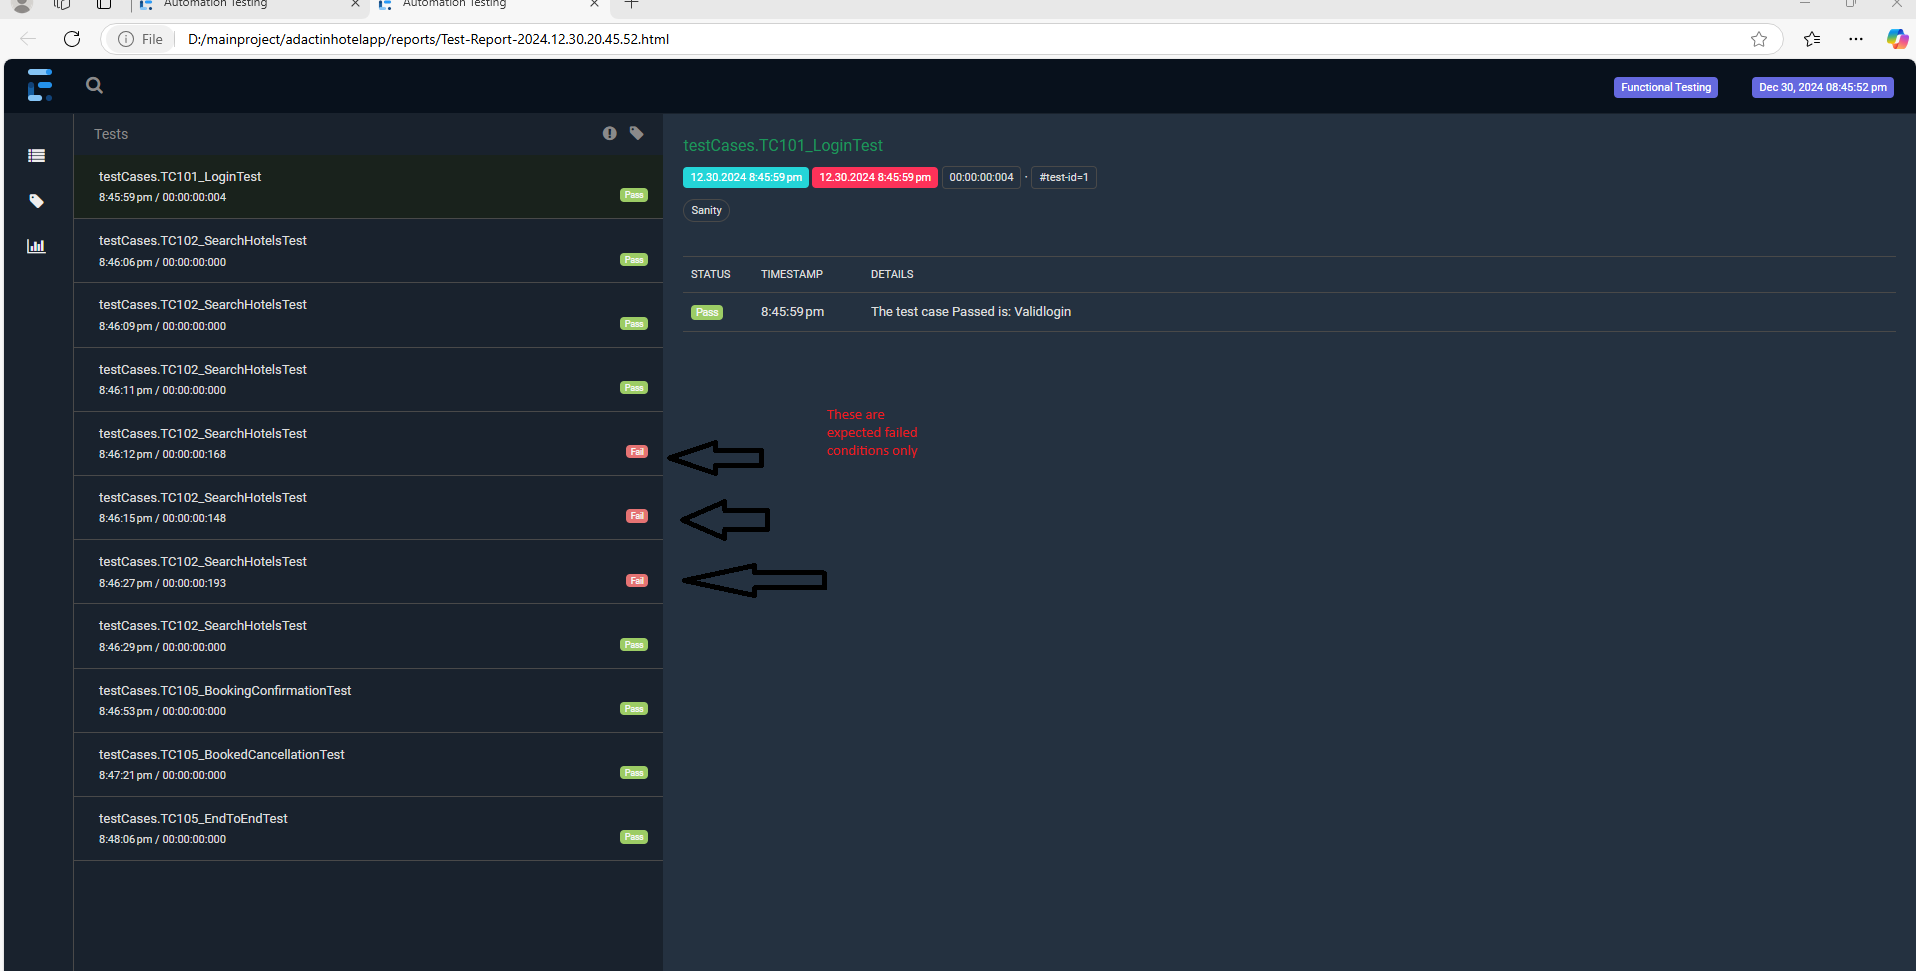 Automation Testing
Automation Testing
File D:/mainproject/adactinhotelapp/reports/Test-Report-2024.12.30.20.45.52.html
Functional Testing Dec 30, 2024 08:45:52 pm
Tests
testCases.TC101_LoginTest
8:45:59 pm / 00:00:00:004 Pass
testCases.TC102_SearchHotelsTest
8:46:06 pm / 00:00:00:000 Pass
testCases.TC102_SearchHotelsTest
8:46:09 pm / 00:00:00:000 Pass
testCases.TC102_SearchHotelsTest
8:46:11 pm / 00:00:00:000 Pass
testCases.TC102_SearchHotelsTest
8:46:12 pm / 00:00:00:168 Fail
testCases.TC102_SearchHotelsTest
8:46:15 pm / 00:00:00:148 Fail
testCases.TC102_SearchHotelsTest
8:46:27 pm / 00:00:00:193 Fail
testCases.TC102_SearchHotelsTest
8:46:29 pm / 00:00:00:000 Pass
testCases.TC105_BookingConfirmationTest
8:46:53 pm / 00:00:00:000 Pass
testCases.TC105_BookedCancellationTest
8:47:21 pm / 00:00:00:000 Pass
testCases.TC105_EndToEndTest
8:48:06 pm / 00:00:00:000 Pass
testCases.TC101_LoginTest
12.30.2024 8:45:59 pm 12.30.2024 8:45:59 pm 00:00:00:004 · #test-id=1
Sanity
STATUS TIMESTAMP DETAILS
Pass 8:45:59 pm The test case Passed is: Validlogin
These are
expected failed
conditions only